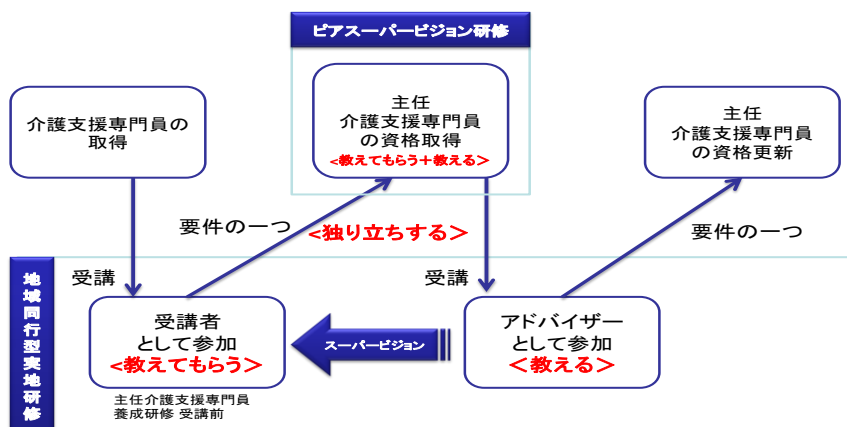 ピアスーパービジョン研修
介護支援専門員の
取得
主任
介護支援専門員
の資格取得
<教えてもらう+教える>
主任
介護支援専門員
の資格更新
要件の一つ
<独り立ちする>
要件の一つ
受講
受講
地域同行型実地研修
受講者
として参加
<教えてもらう>
スーパービジョン
アドバイザー
として参加
<教える>
主任介護支援専門員
養成研修 受講前